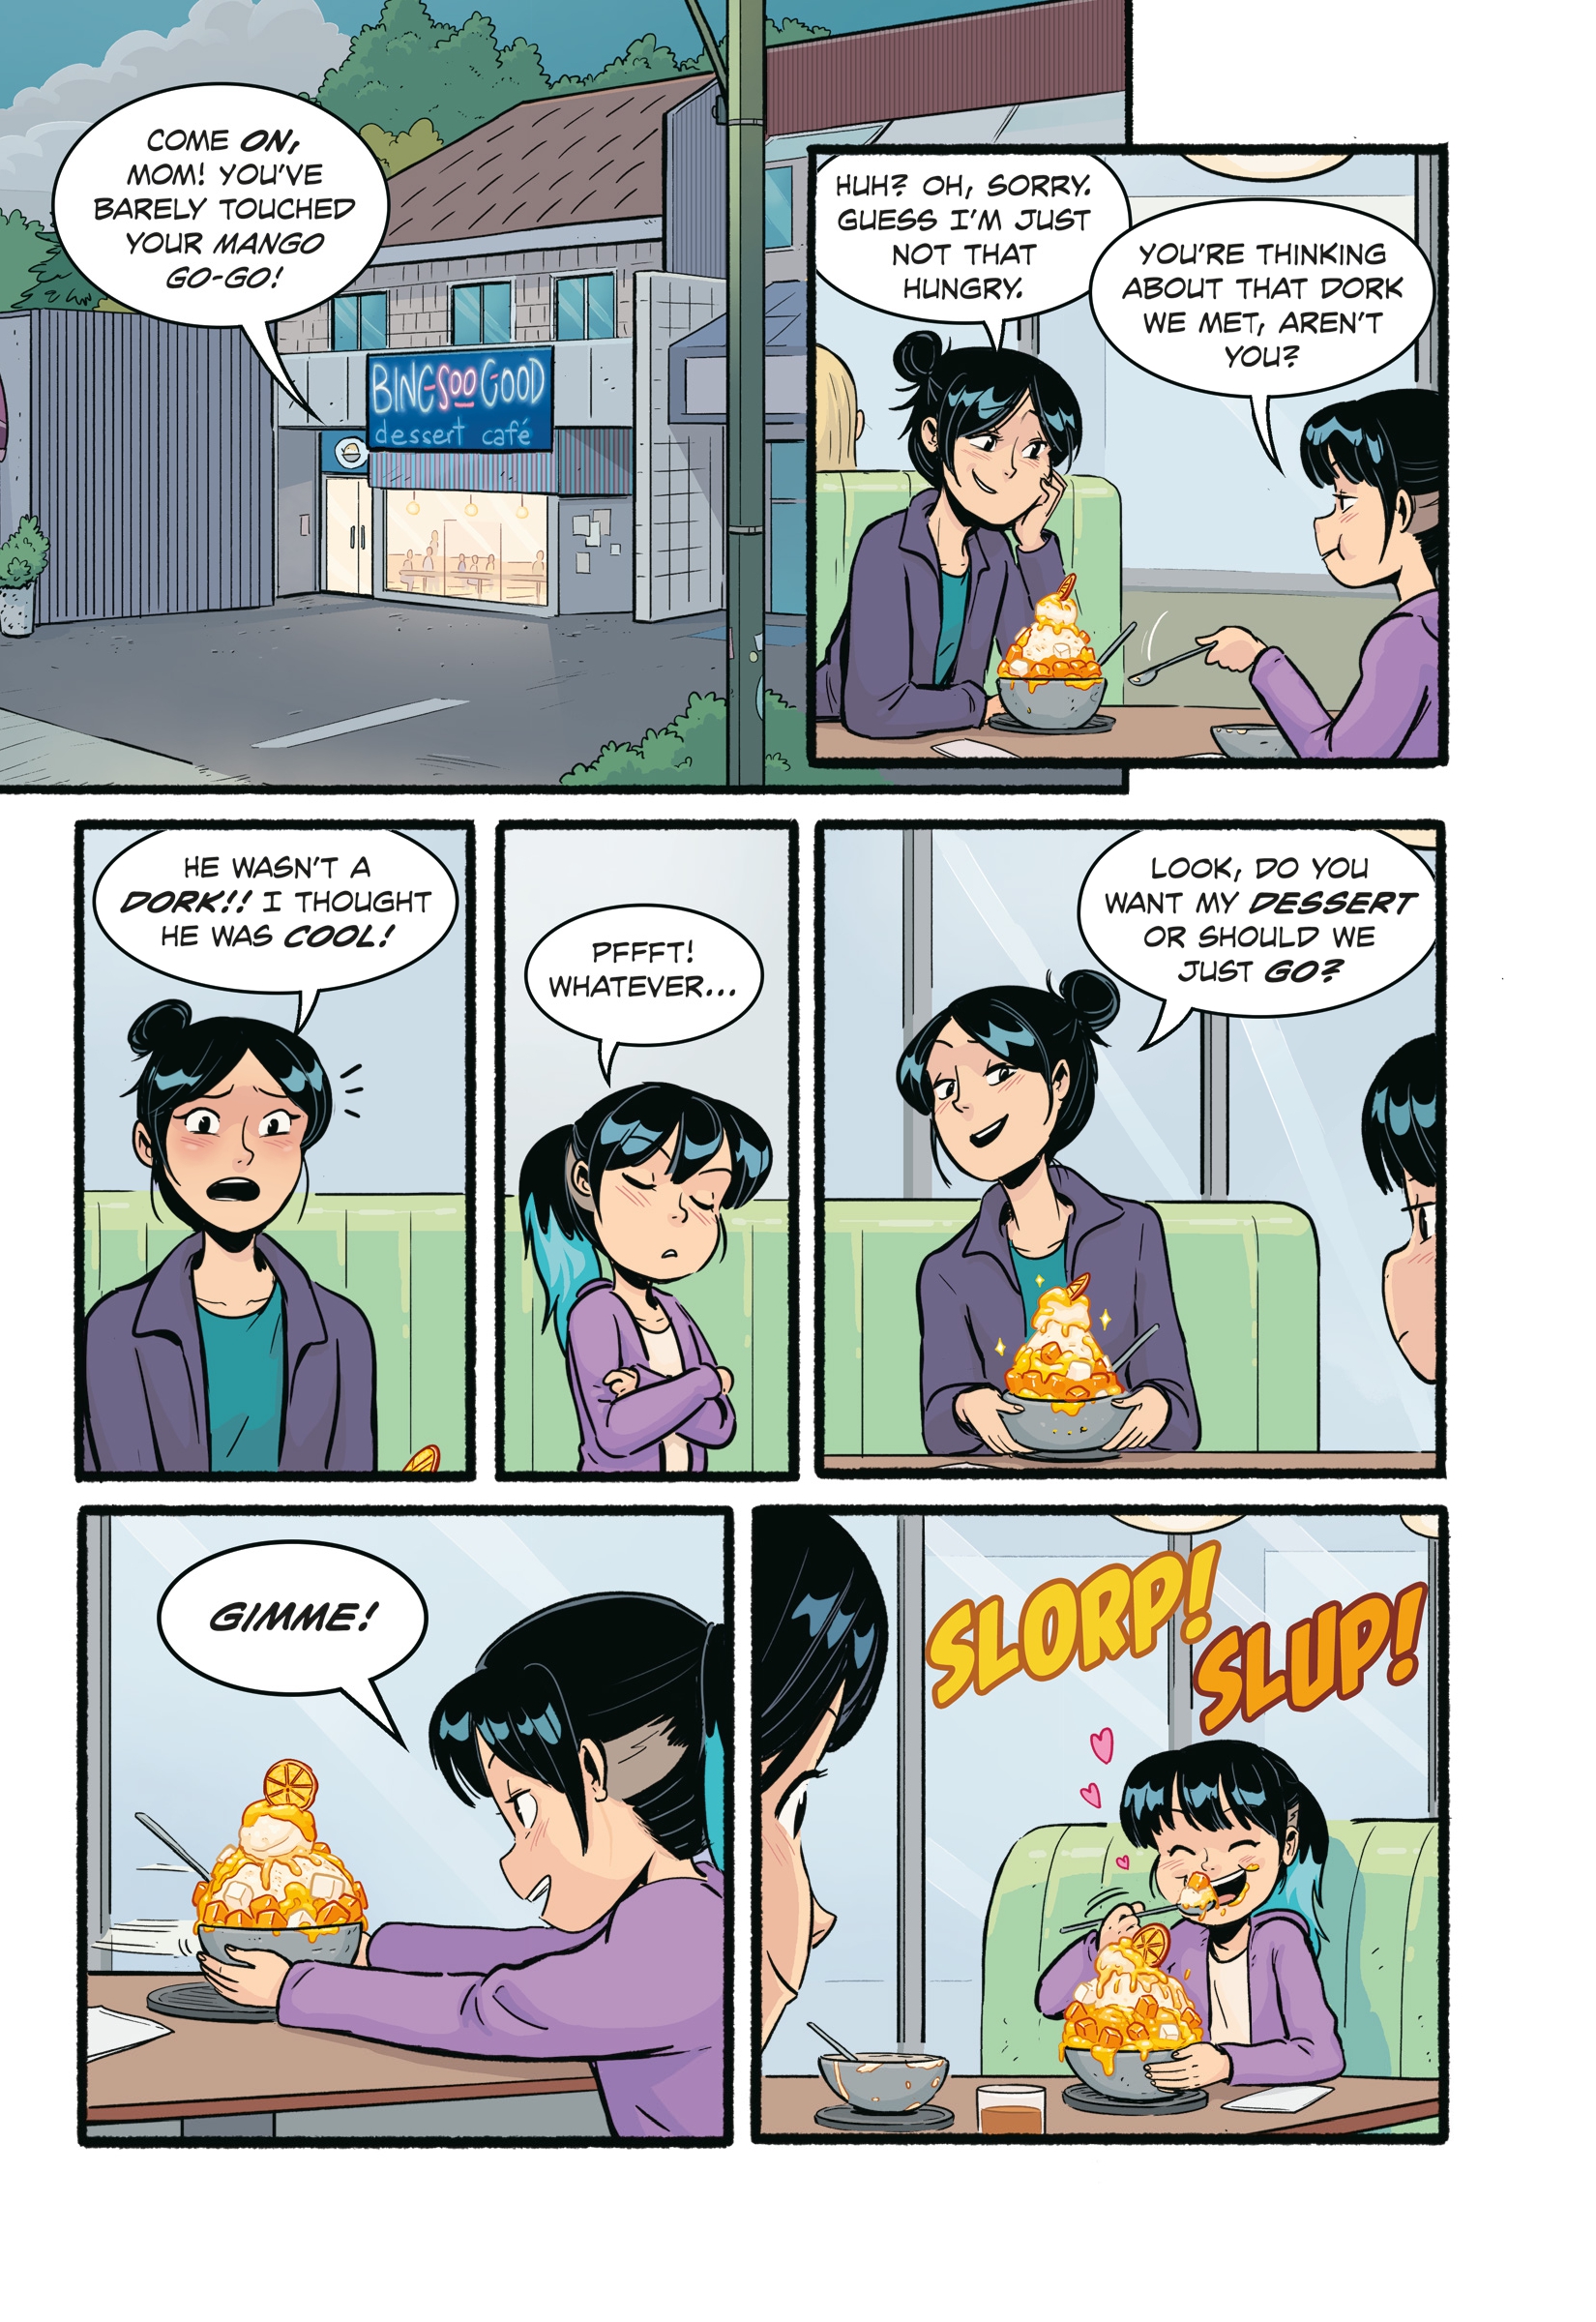 COME ON,
MOM! YOU'VE
BARELY TOUCHED
YOUR MANGO
GO-GO!
BINGSOO GOOD
dessert café
HUH? OH, SORRY.
GUESS I'M JUST
NOT THAT
HUNGRY.
YOU'RE THINKING
ABOUT THAT DORK
WE MET, AREN'T
YOU?
HE WASN'T A
DORK!! I THOUGHT
HE WAS COOL!
PFFFT!
WHATEVER...
LOOK, DO YOU
WANT MY DESSERT
OR SHOULD WE
JUST GO?
GIMME!
SLORP!
SLUP!